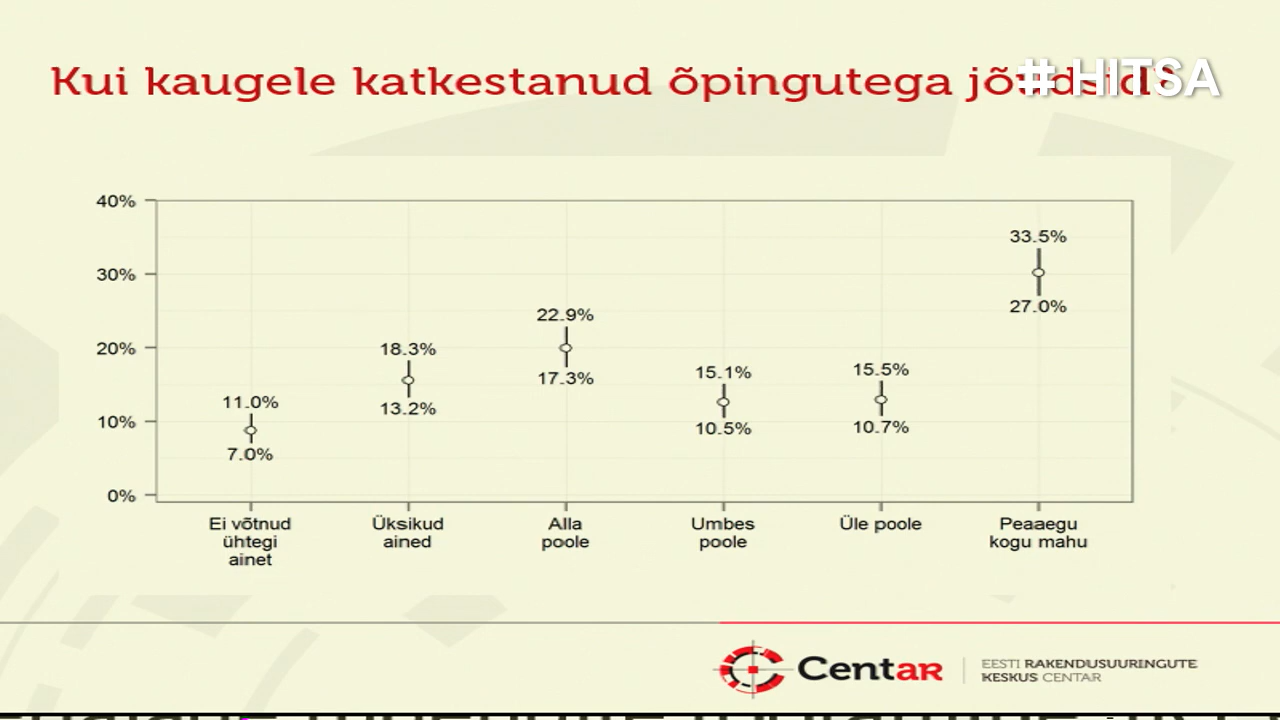 Kui kaugele katkestanud õpingutega
#HITSA
40%
30%
20%
10%
0%
11.0%
7.0%
18.3%
13.2%
22.9%
17.3%
15.1%
10.5%
15.5%
10.7%
33.5%
27.0%
Ei võtnud
ühtegi
ainet
Üksikud
ained
Alla
poole
Umbes
poole
Üle poole
Peaaegu
kogu mahu
CentAR
EESTI RAKENDUSUURINGUTE
KESKUS CENTAR